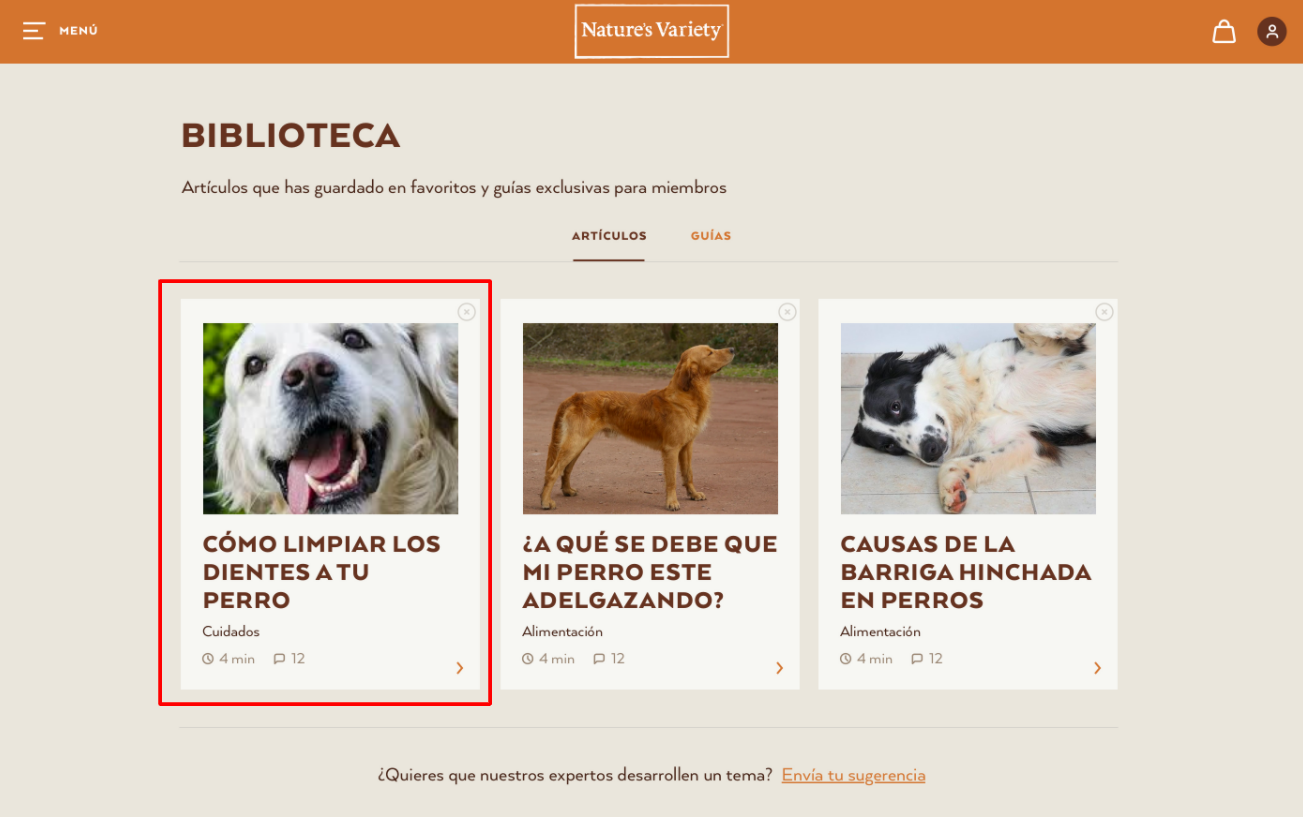 MENÚ
Nature's Variety
BIBLIOTECA
Artículos que has guardado en favoritos y guías exclusivas para miembros
ARTÍCULOS
GUÍAS
CÓMO LIMPIAR LOS
DIENTES A TU
PERRO
Cuidados
4 min 12
¿A QUÉ SE DEBE QUE
MI PERRO ESTE
ADELGAZANDO?
Alimentación
4 min 12
CAUSAS DE LA
BARRIGA HINCHADA
EN PERROS
Alimentación
4 min 12
¿Quieres que nuestros expertos desarrollen un tema? Envía tu sugerencia